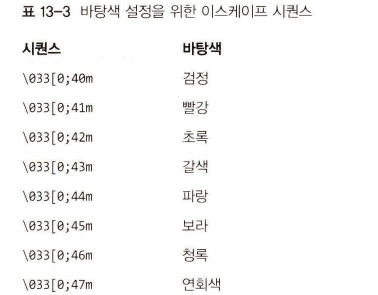 표 13-3 바탕색 설정을 위한 이스케이프 시퀀스
시퀀스 바탕색
\033[0;40m 검정
\033[0;41m 빨강
\033[0;42m 초록
\033[0;43m 갈색
\033[0;44m 파랑
\033[0;45m 보라
\033[0;46m 청록
\033[0;47m 연회색